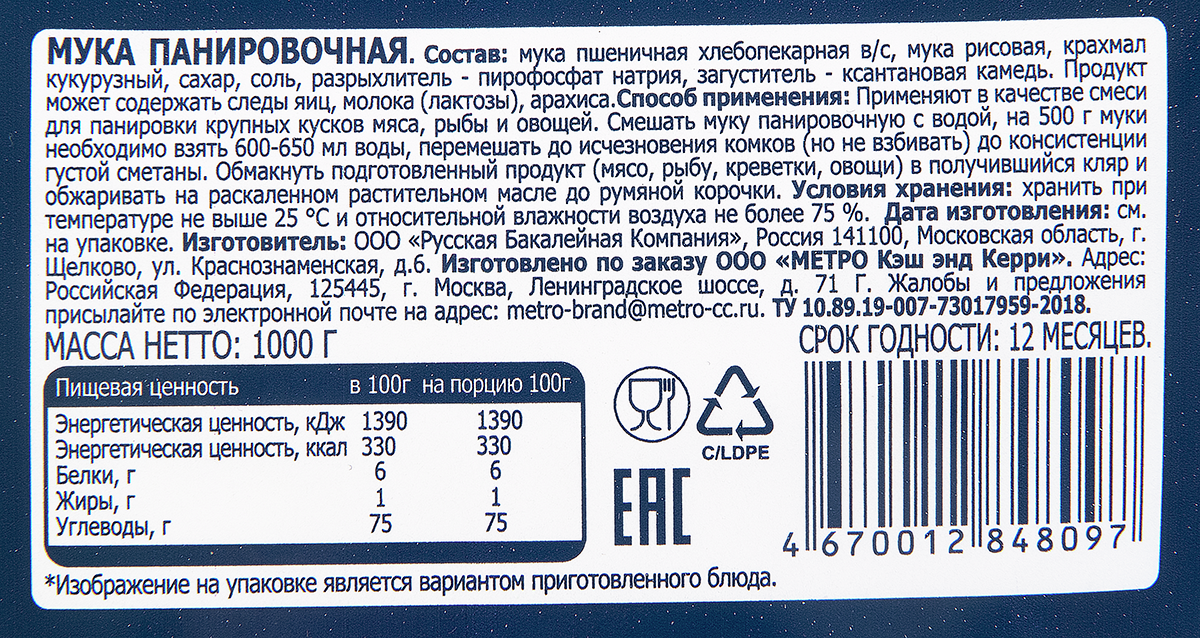 МУКА ПАНИРОВОЧНАЯ. Состав: мука пшеничная хлебопекарная в/с, мука рисовая, крахмал
кукурузный, сахар, соль, разрыхлитель - пирофосфат натрия, загуститель - ксантановая камедь. Продукт
может содержать следы яиц, молока (лактозы), арахиса.Способ применения: Применяют в качестве смеси
для панировки крупных кусков мяса, рыбы и овощей. Смешать муку панировочную с водой, на 500 г муки
необходимо взять 600-650 мл воды, перемешать до исчезновения комков (но не взбивать) до консистенции
густой сметаны. Обмакнуть подготовленный продукт (мясо, рыбу, креветки, овощи) в получившийся кляр и
обжаривать на раскаленном растительном масле до румяной корочки. Условия хранения: хранить при
температуре не выше 25 °С и относительной влажности воздуха не более 75 %. Дата изготовления: см.
на упаковке. Изготовитель: ООО «Русская Бакалейная Компания», Россия 141100, Московская область, г.
Щелково, ул. Краснознаменская, д.6. Изготовлено по заказу ООО «МЕТРО Кэш энд Керри». Адрес:
Российская Федерация, 125445, г. Москва, Ленинградское шоссе, д. 71 Г. Жалобы и предложения
присылайте по электронной почте на адрес: metro-brand@metro-cc.ru. ТУ 10.89.19-007-73017959-2018.
МАССА НЕТТО: 1000 Г
СРОК ГОДНОСТИ: 12 МЕСЯЦЕВ.
Пищевая ценность в 100г на порцию 100г
Энергетическая ценность, кДж 1390 1390
Энергетическая ценность, ккал 330 330
Белки, г 6 6
Жиры, г 1 1
Углеводы, г 75 75
C/LDPE
ЕАС
4 670012 848097
*Изображение на упаковке является вариантом приготовленного блюда.